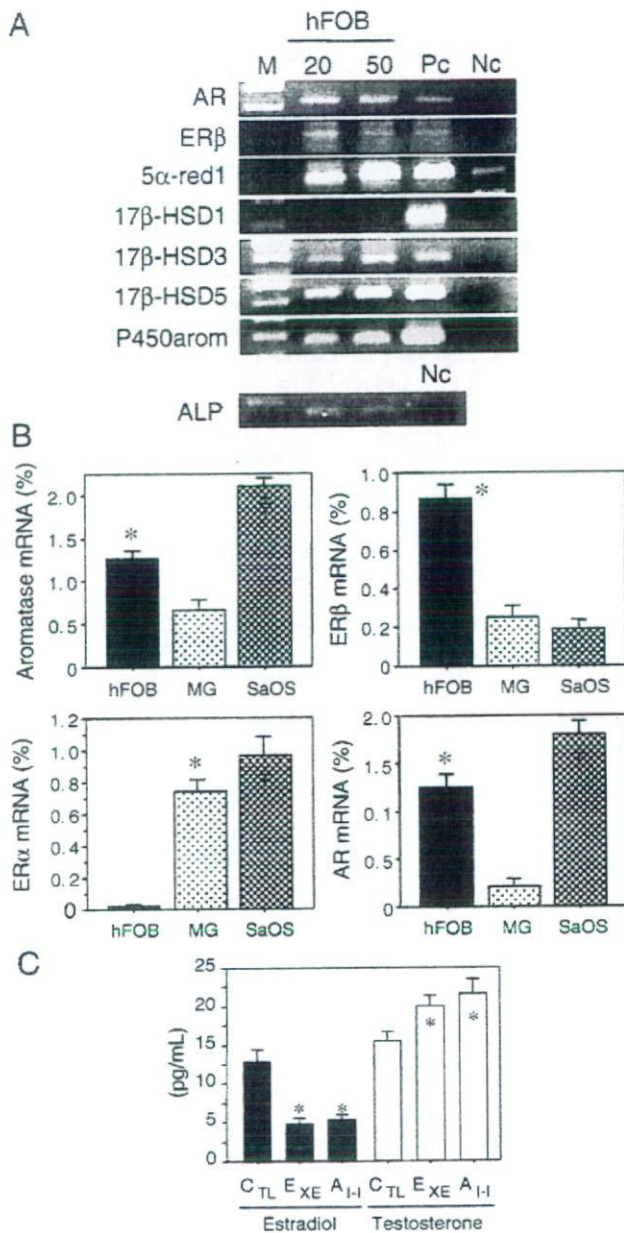 A
hFOB
M 20 50 Pc Nc
AR
ERβ
5α-red1
17β-HSD1
17β-HSD3
17β-HSD5
P450arom
Nc
ALP
B
Aromatase mRNA (%)
2.0
1.5
1.0
0.5
0
hFOB MG SaOS
*
ERβ mRNA (%)
1.0
0.8
0.6
0.4
0.2
0
hFOB MG SaOS
*
ERα mRNA (%)
1.2
1.0
0.8
0.6
0.4
0.2
0
hFOB MG SaOS
*
AR mRNA (%)
2.0
1.5
0.1
0.5
0
hFOB MG SaOS
*
C
(pg/mL)
25
20
15
10
5
0
* * * *
CTL EXE AI-I CTL EXE AI-I
Estradiol Testosterone